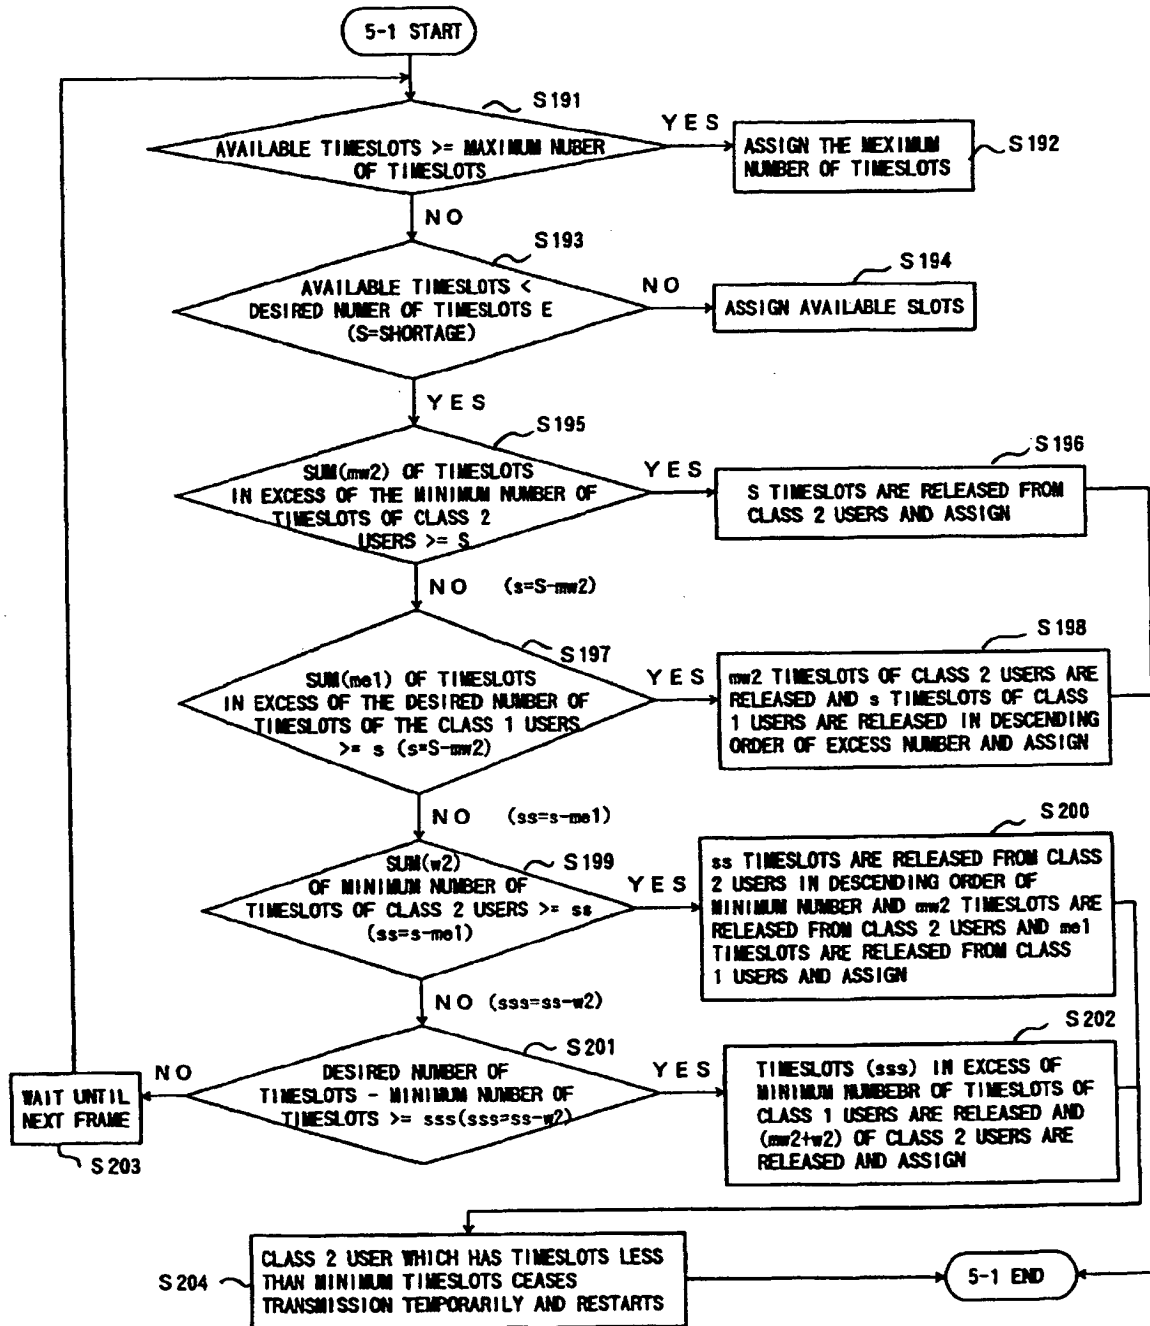 5-1 START
S191
AVAILABLE TIMESLOTS >= MAXIMUM NUBER
OF TIMESLOTS
YES
ASSIGN THE MEXIMUM
NUMBER OF TIMESLOTS
S192
NO
S193
AVAILABLE TIMESLOTS <
DESIRED NUMER OF TIMESLOTS E
(S=SHORTAGE)
NO
S194
ASSIGN AVAILABLE SLOTS
YES
S195
SUM(mw2) OF TIMESLOTS
IN EXCESS OF THE MINIMUM NUMBER OF
TIMESLOTS OF CLASS 2
USERS >= S
YES
S196
S TIMESLOTS ARE RELEASED FROM
CLASS 2 USERS AND ASSIGN
NO (s=S-mw2)
S197
SUM(me1) OF TIMESLOTS
IN EXCESS OF THE DESIRED NUMBER OF
TIMESLOTS OF THE CLASS 1 USERS
>= s (s=S-mw2)
YES
S198
mw2 TIMESLOTS OF CLASS 2 USERS ARE
RELEASED AND s TIMESLOTS OF CLASS
1 USERS ARE RELEASED IN DESCENDING
ORDER OF EXCESS NUMBER AND ASSIGN
NO (ss=s-me1)
S199
SUM(w2)
OF MINIMUM NUMBER OF
TIMESLOTS OF CLASS 2 USERS >= ss
(ss=s-me1)
YES
S200
ss TIMESLOTS ARE RELEASED FROM CLASS
2 USERS IN DESCENDING ORDER OF
MINIMUM NUMBER AND mw2 TIMESLOTS ARE
RELEASED FROM CLASS 2 USERS AND me1
TIMESLOTS ARE RELEASED FROM CLASS
1 USERS AND ASSIGN
NO (sss=ss-w2)
S201
DESIRED NUMBER OF
TIMESLOTS - MINIMUM NUMBER OF
TIMESLOTS >= sss(sss=ss-w2)
YES
S202
TIMESLOTS (sss) IN EXCESS OF
MINIMUM NUMBEBR OF TIMESLOTS OF
CLASS 1 USERS ARE RELEASED AND
(mw2+w2) OF CLASS 2 USERS ARE
RELEASED AND ASSIGN
NO
WAIT UNTIL
NEXT FRAME
S203
S204
CLASS 2 USER WHICH HAS TIMESLOTS LESS
THAN MINIMUM TIMESLOTS CEASES
TRANSMISSION TEMPORARILY AND RESTARTS
5-1 END